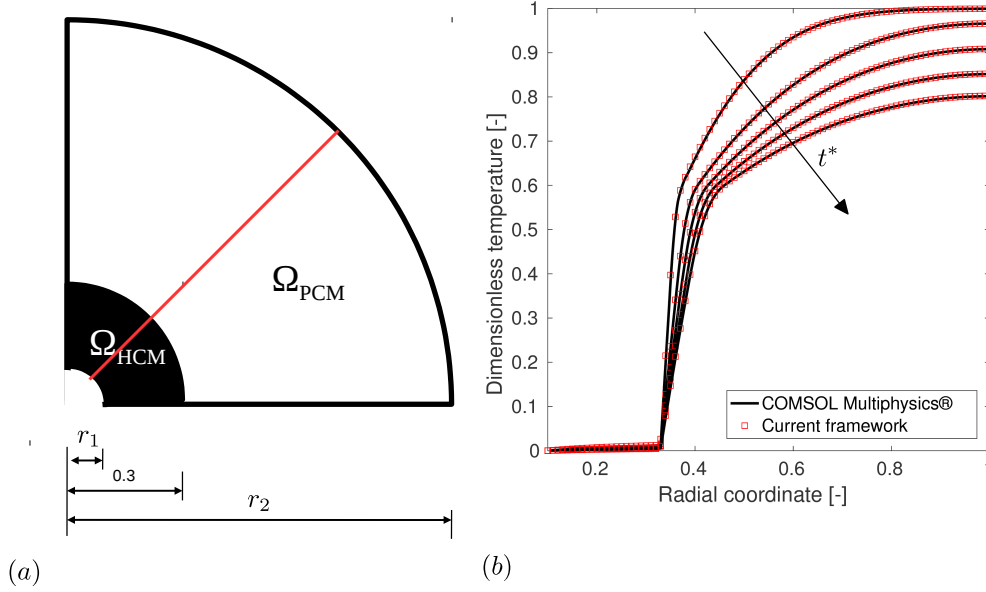 Ω_PCM
Ω_HCM
r_1
0.3
r_2
(a)
1
0.9
0.8
0.7
0.6
0.5
0.4
0.3
0.2
0.1
0
Dimensionless temperature [-]
t*
COMSOL Multiphysics®
Current framework
0.2
0.4
0.6
0.8
Radial coordinate [-]
(b)